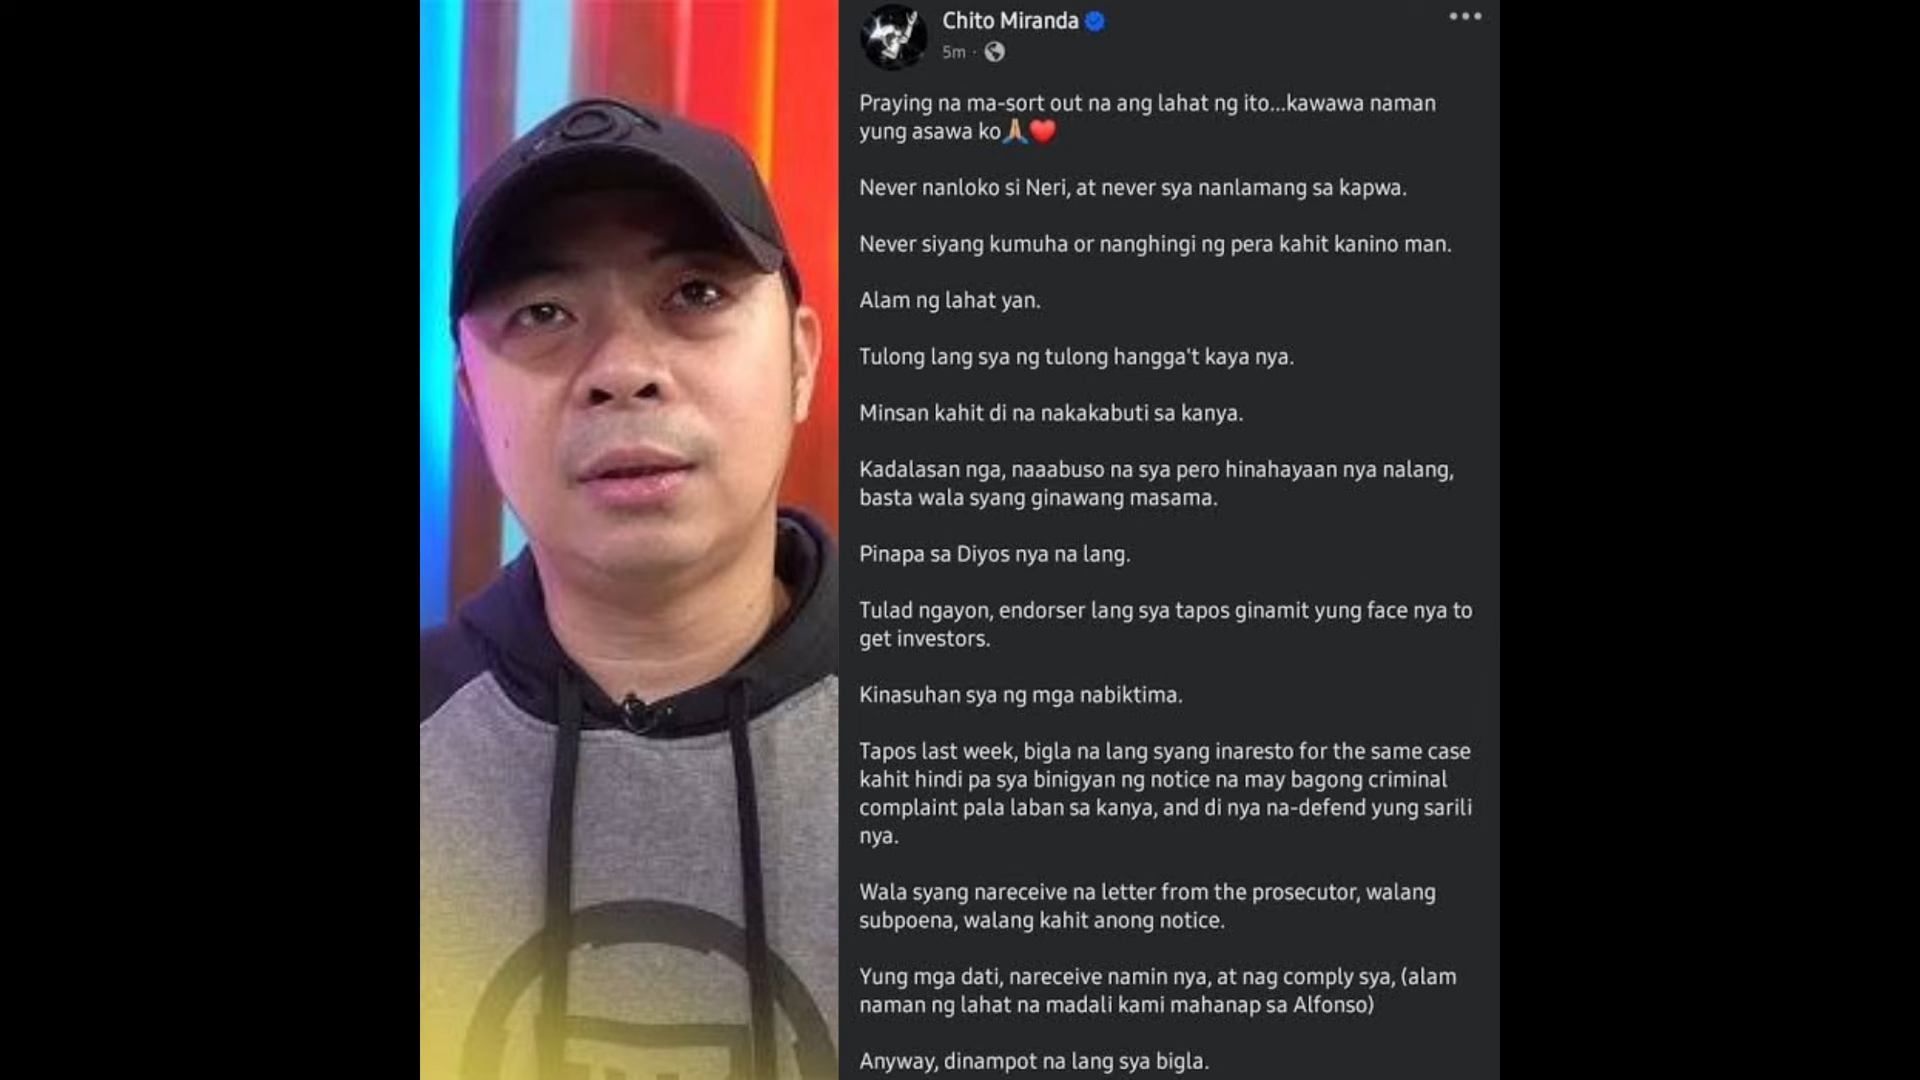 Chito Miranda
5m ·
Praying na ma-sort out na ang lahat ng ito...kawawa naman
yung asawa ko🙏❤️
Never nanloko si Neri, at never sya nanlamang sa kapwa.
Never siyang kumuha or nanghingi ng pera kahit kanino man.
Alam ng lahat yan.
Tulong lang sya ng tulong hangga't kaya nya.
Minsan kahit di na nakakabuti sa kanya.
Kadalasan nga, naaabuso na sya pero hinahayaan nya nalang,
basta wala syang ginawang masama.
Pinapa sa Diyos nya na lang.
Tulad ngayon, endorser lang sya tapos ginamit yung face nya to
get investors.
Kinasuhan sya ng mga nabiktima.
Tapos last week, bigla na lang syang inaresto for the same case
kahit hindi pa sya binigyan ng notice na may bagong criminal
complaint pala laban sa kanya, and di nya na-defend yung sarili
nya.
Wala syang nareceive na letter from the prosecutor, walang
subpoena, walang kahit anong notice.
Yung mga dati, nareceive namin nya, at nag comply sya, (alam
naman ng lahat na madali kami mahanap sa Alfonso)
Anyway, dinampot na lang sya bigla.